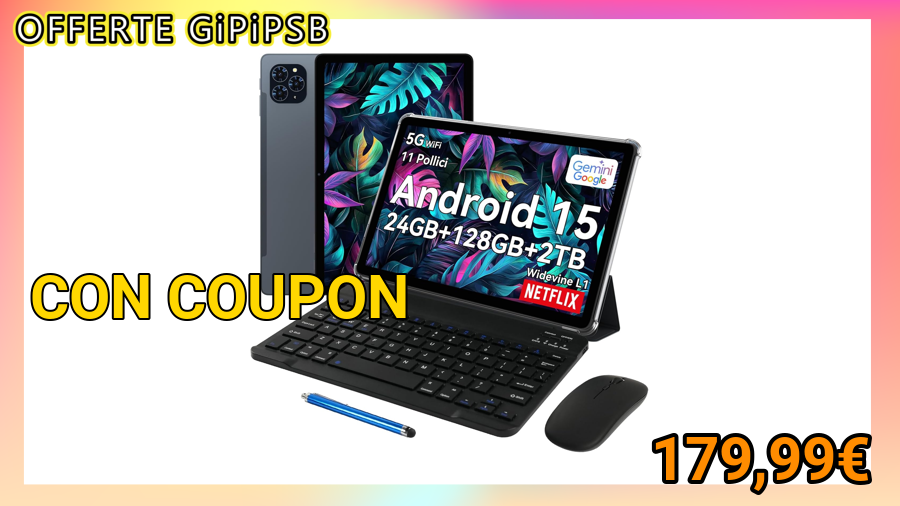 OFFERTE GiPiPSB
5G WiFi
11 Pollici
Gemini
Google
Android 15
24GB+128GB+2TB
Widevine L1
NETFLIX
CON COUPON
179,99€